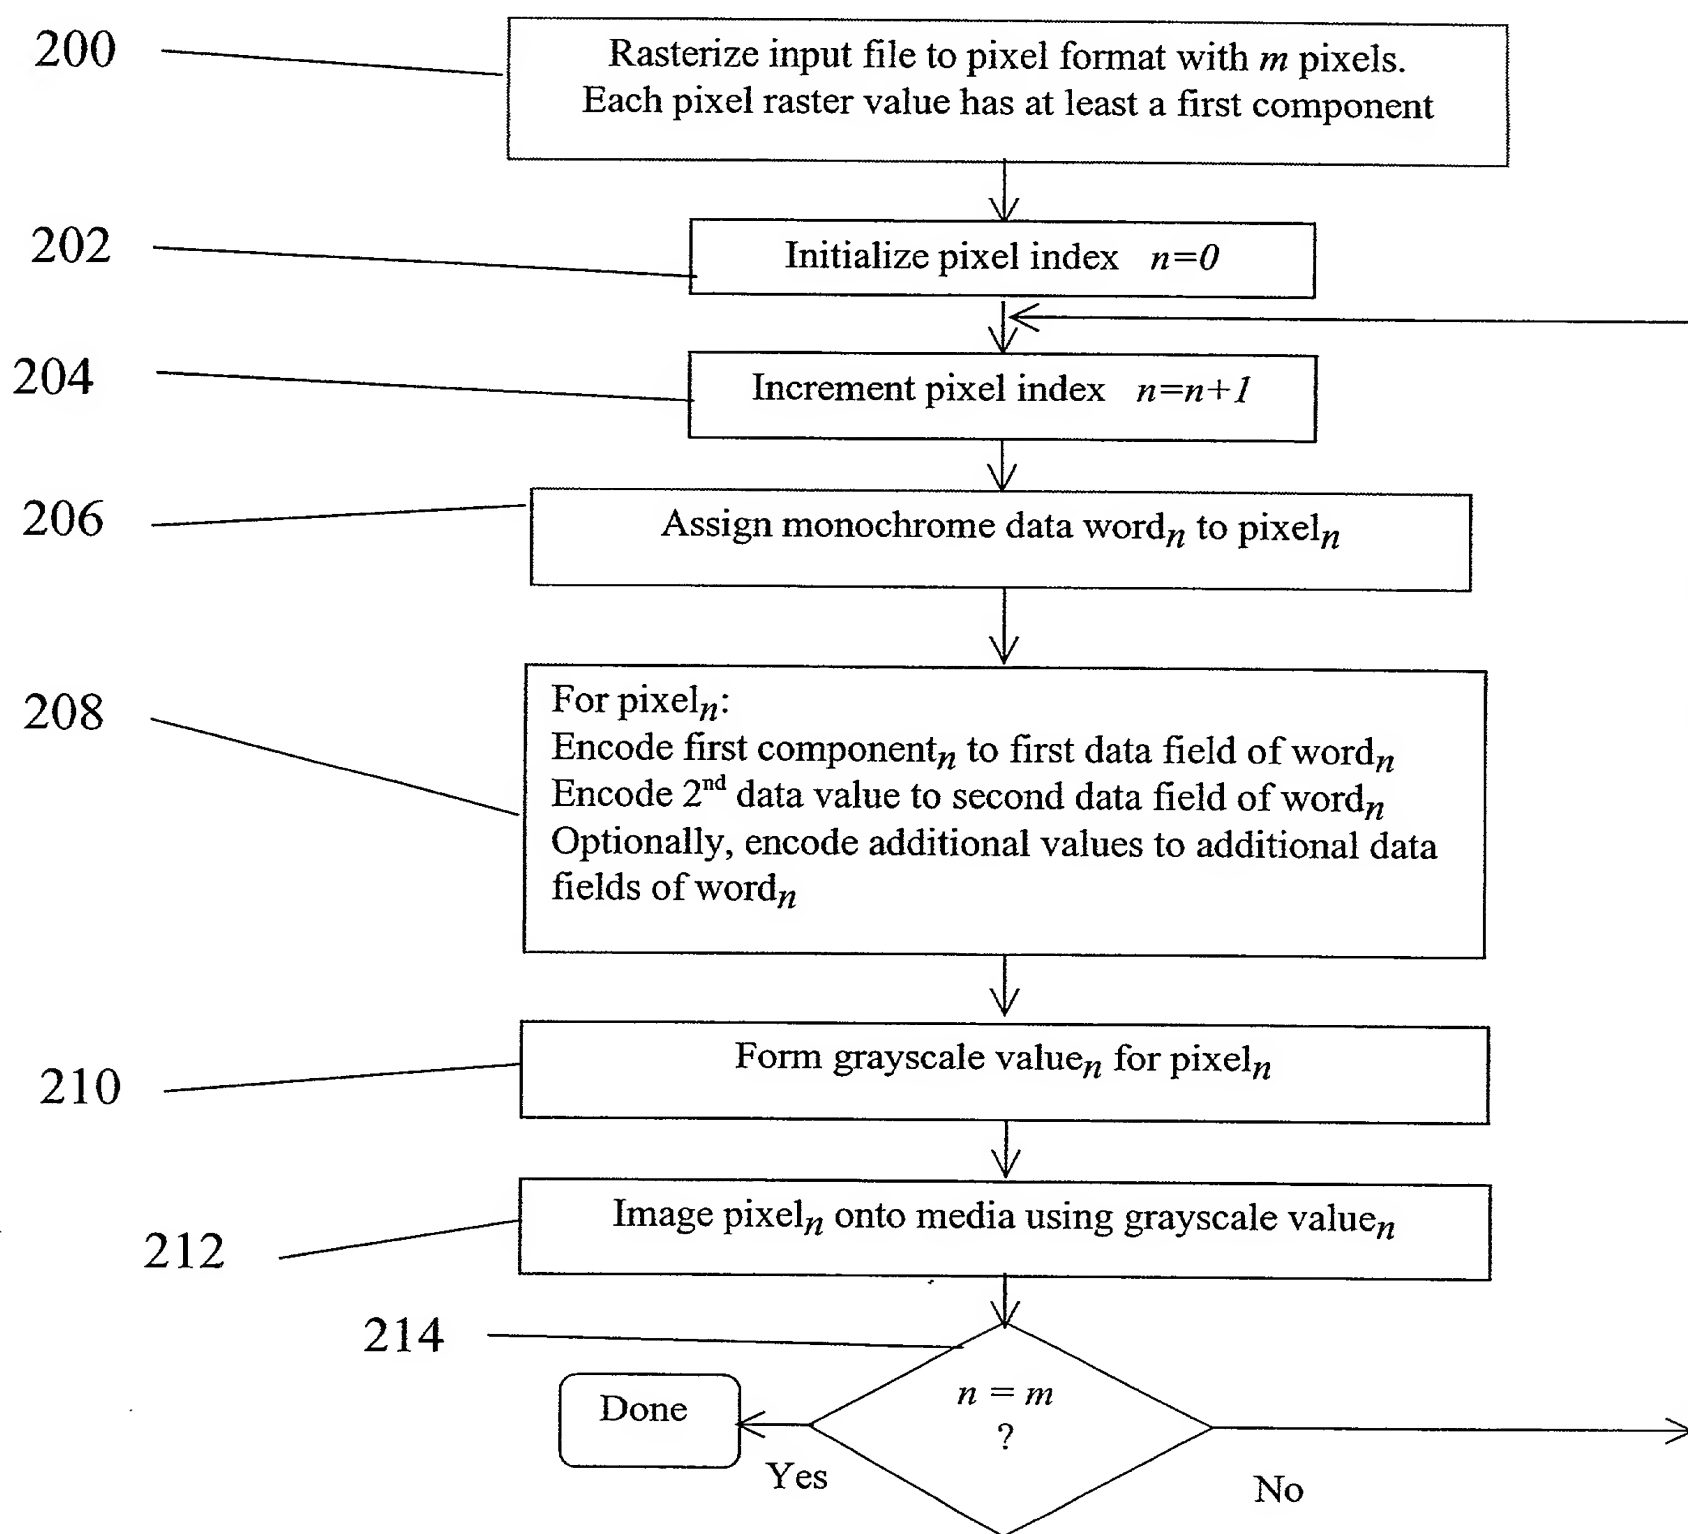 200
Rasterize input file to pixel format with m pixels.
Each pixel raster value has at least a first component
202
Initialize pixel index n=0
204
Increment pixel index n=n+1
206
Assign monochrome data wordn to pixeln
208
For pixeln:
Encode first componentn to first data field of wordn
Encode 2nd data value to second data field of wordn
Optionally, encode additional values to additional data
fields of wordn
210
Form grayscale valuen for pixeln
212
Image pixeln onto media using grayscale valuen
214
n = m
?
Done
Yes
No